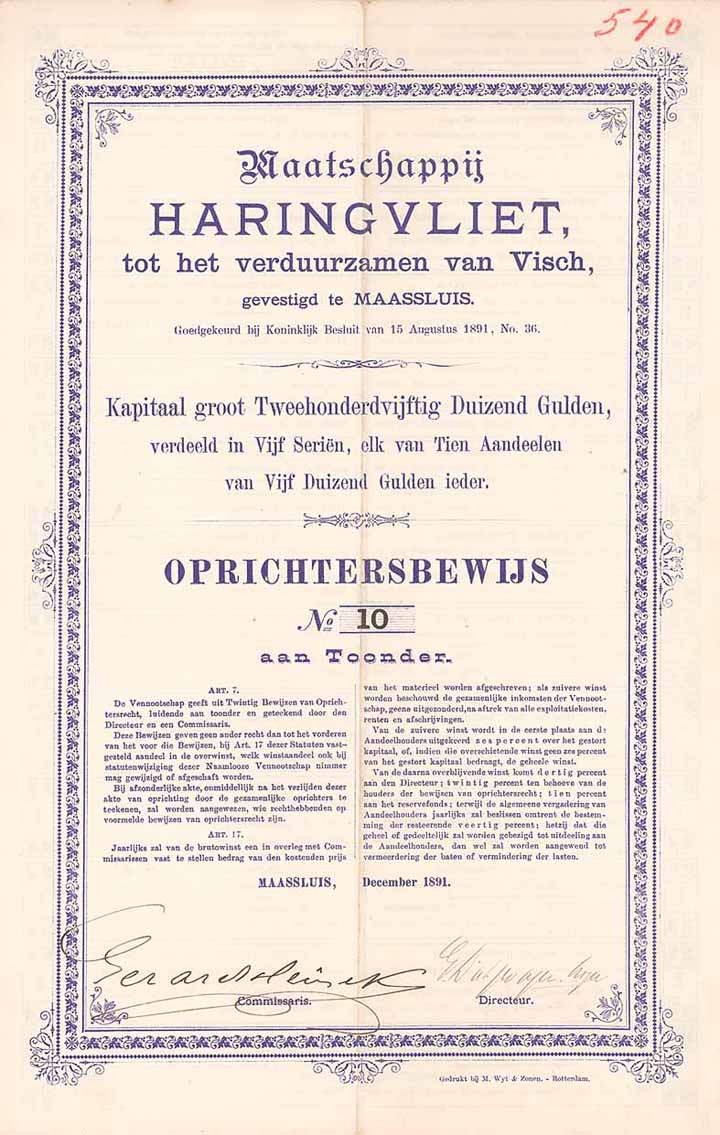 540
Maatschappij
HARINGVLIET,
tot het verduurzamen van Visch,
gevestigd te MAASSLUIS.
Goedgekeurd bij Koninklijk Besluit van 15 Augustus 1891, No. 36.
Kapitaal groot Tweehonderdvijftig Duizend Gulden,
verdeeld in Vijf Seriën, elk van Tien Aandeelen
van Vijf Duizend Gulden ieder.
OPRICHTERSBEWIJS
No 10
aan Toonder.
ART. 7.
De Vennootschap geeft uit Twintig Bewijzen van Oprich-
tersrecht, luidende aan toonder en geteekend door den
Directeur en een Commissaris.
Deze Bewijzen geven geen ander recht dan tot het vorderen
van het voor die Bewijzen, bij Art. 17 dezer Statuten vast-
gesteld aandeel in de overwinst, welk winstaandeel ook bij
statutenwijziging dezer Naamlooze Vennootschap nimmer
mag gewijzigd of afgeschaft worden.
Bij afzonderlijke akte, onmiddellijk na het verlijden dezer
akte van oprichting door de gezamenlijke oprichters te
teekenen, zal worden aangewezen, wie rechthebbenden op
voormelde bewijzen van oprichtersrecht zijn.
ART. 17.
Jaarlijks zal van de brutowinst een in overleg met Com-
missarissen vast te stellen bedrag van den kostenden prijs
van het materieel worden afgeschreven; als zuivere winst
worden beschouwd de gezamenlijke inkomsten der Vennoot-
schap, geene uitgezonderd, na aftrek van alle exploitatiekosten,
renten en afschrijvingen.
Van de zuivere winst wordt in de eerste plaats aan de
Aandeelhouders uitgekeerd zes percent over het gestort
kapitaal, of, indien die overschietende winst geen zes percent
van het gestort kapitaal bedraagt, de geheele winst.
Van de daarna overblijvende winst komt dertig percent
aan den Directeur; twintig percent ten behoeve van de
houders der bewijzen van oprichtersrecht; tien percent
aan het reservefonds; terwijl de algemeene vergadering van
Aandeelhouders jaarlijks zal beslissen omtrent de bestem-
ming der resteerende veertig percent; hetzij dat die
geheel of gedeeltelijk zal worden gebezigd tot uitdeeling aan
de Aandeelhouders, dan wel zal worden aangewend tot
vermeerdering der baten of vermindering der lasten.
MAASSLUIS, December 1891.
Commissaris.
Directeur.
Gedrukt bij M. Wyt & Zonen. - Rotterdam.